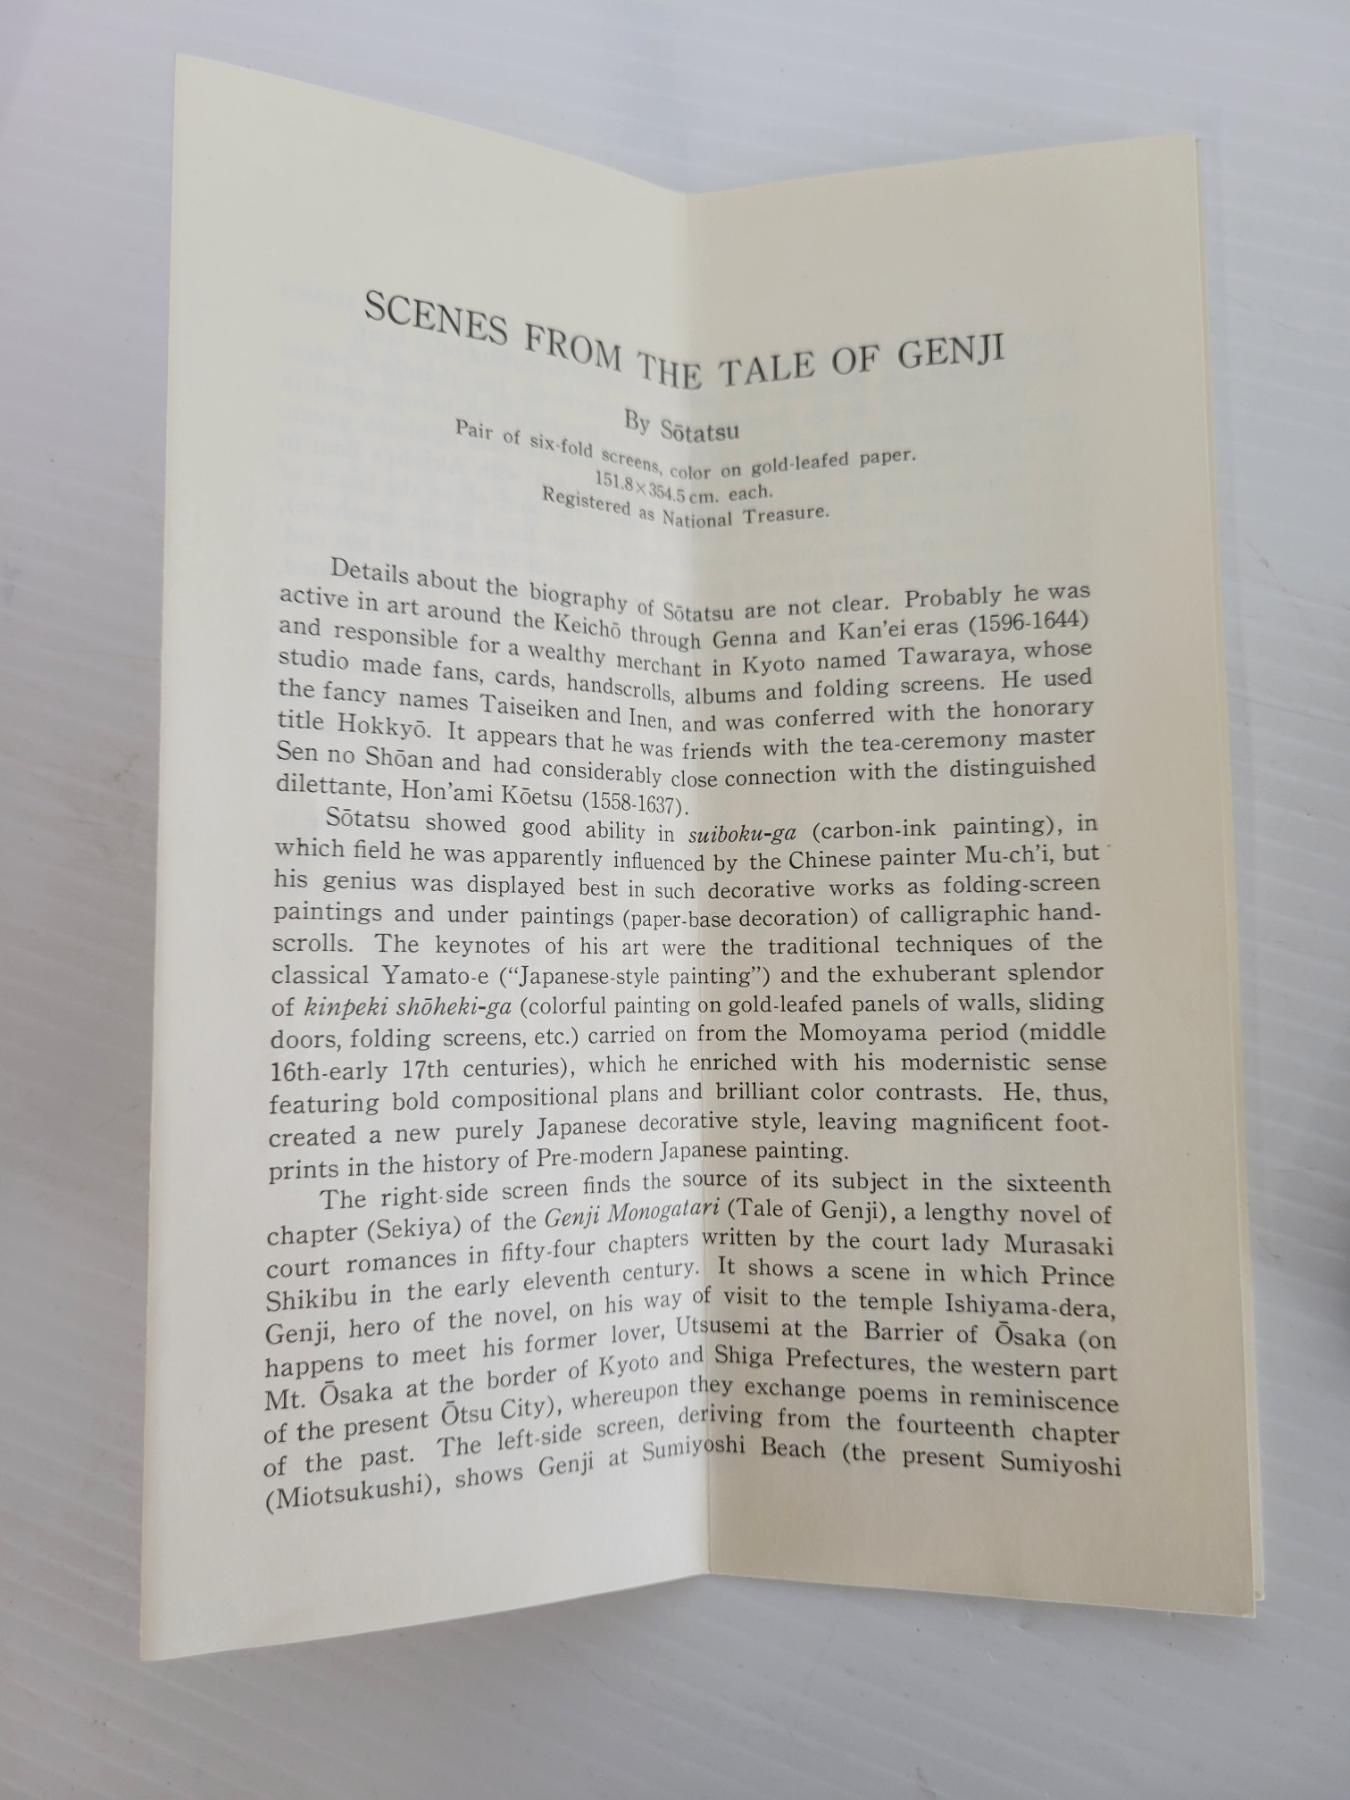 SCENES FROM THE TALE OF GENJI
By Sōtatsu
Pair of six-fold screens, color on gold-leafed paper.
151.8×354.5 cm. each.
Registered as National Treasure.
Details about the biography of Sōtatsu are not clear. Probably he was
active in art around the Keichō through Genna and Kan'ei eras (1596-1644)
and responsible for a wealthy merchant in Kyoto named Tawaraya, whose
studio made fans, cards, handscrolls, albums and folding screens. He used
the fancy names Taiseiken and Inen, and was conferred with the honorary
title Hokkyō. It appears that he was friends with the tea-ceremony master
Sen no Shōan and had considerably close connection with the distinguished
dilettante, Hon'ami Kōetsu (1558-1637).
Sōtatsu showed good ability in suiboku-ga (carbon-ink painting), in
which field he was apparently influenced by the Chinese painter Mu-ch'i, but
his genius was displayed best in such decorative works as folding-screen
paintings and under paintings (paper-base decoration) of calligraphic hand-
scrolls. The keynotes of his art were the traditional techniques of the
classical Yamato-e ("Japanese-style painting") and the exhuberant splendor
of kinpeki shōheki-ga (colorful painting on gold-leafed panels of walls, sliding
doors, folding screens, etc.) carried on from the Momoyama period (middle
16th-early 17th centuries), which he enriched with his modernistic sense
featuring bold compositional plans and brilliant color contrasts. He, thus,
created a new purely Japanese decorative style, leaving magnificent foot-
prints in the history of Pre-modern Japanese painting.
The right-side screen finds the source of its subject in the sixteenth
chapter (Sekiya) of the Genji Monogatari (Tale of Genji), a lengthy novel of
court romances in fifty-four chapters written by the court lady Murasaki
Shikibu in the early eleventh century. It shows a scene in which Prince
Genji, hero of the novel, on his way of visit to the temple Ishiyama-dera,
happens to meet his former lover, Utsusemi at the Barrier of Ōsaka (on
Mt. Ōsaka at the border of Kyoto and Shiga Prefectures, the western part
of the present Ōtsu City), whereupon they exchange poems in reminiscence
of the past. The left-side screen, deriving from the fourteenth chapter
(Miotsukushi), shows Genji at Sumiyoshi Beach (the present Sumiyoshi